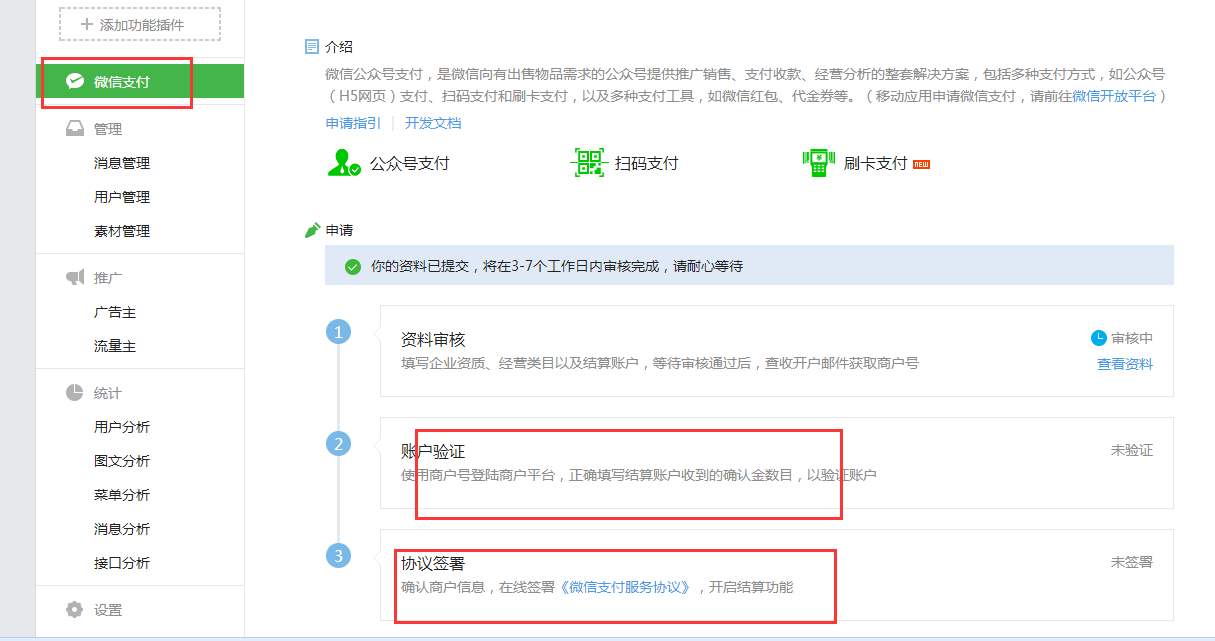 添加功能插件
微信支付
管理
消息管理
用户管理
素材管理
推广
广告主
流量主
统计
用户分析
图文分析
菜单分析
消息分析
接口分析
设置
介绍
微信公众号支付，是微信向有出售物品需求的公众号提供推广销售、支付收款、经营分析的整套解决方案，包括多种支付方式，如公众号
（H5网页）支付、扫码支付和刷卡支付，以及多种支付工具，如微信红包、代金券等。（移动应用申请微信支付，请前往微信开放平台）
申请指引 | 开发文档
公众号支付 扫码支付 刷卡支付 NEW
申请
你的资料已提交，将在3-7个工作日内审核完成，请耐心等待
1 资料审核 审核中
填写企业资质、经营类目以及结算账户，等待审核通过后，查收开户邮件获取商户号 查看资料
2 账户验证 未验证
使用商户号登陆商户平台，正确填写结算账户收到的确认金数目，以验证账户
3 协议签署 未签署
确认商户信息，在线签署《微信支付服务协议》，开启结算功能